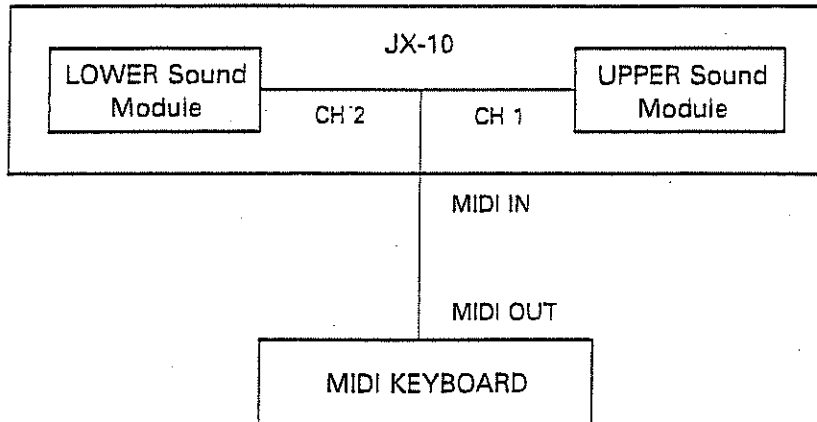 JX-10
LOWER Sound
Module
UPPER Sound
Module
CH 2
CH 1
MIDI IN
MIDI OUT
MIDI KEYBOARD